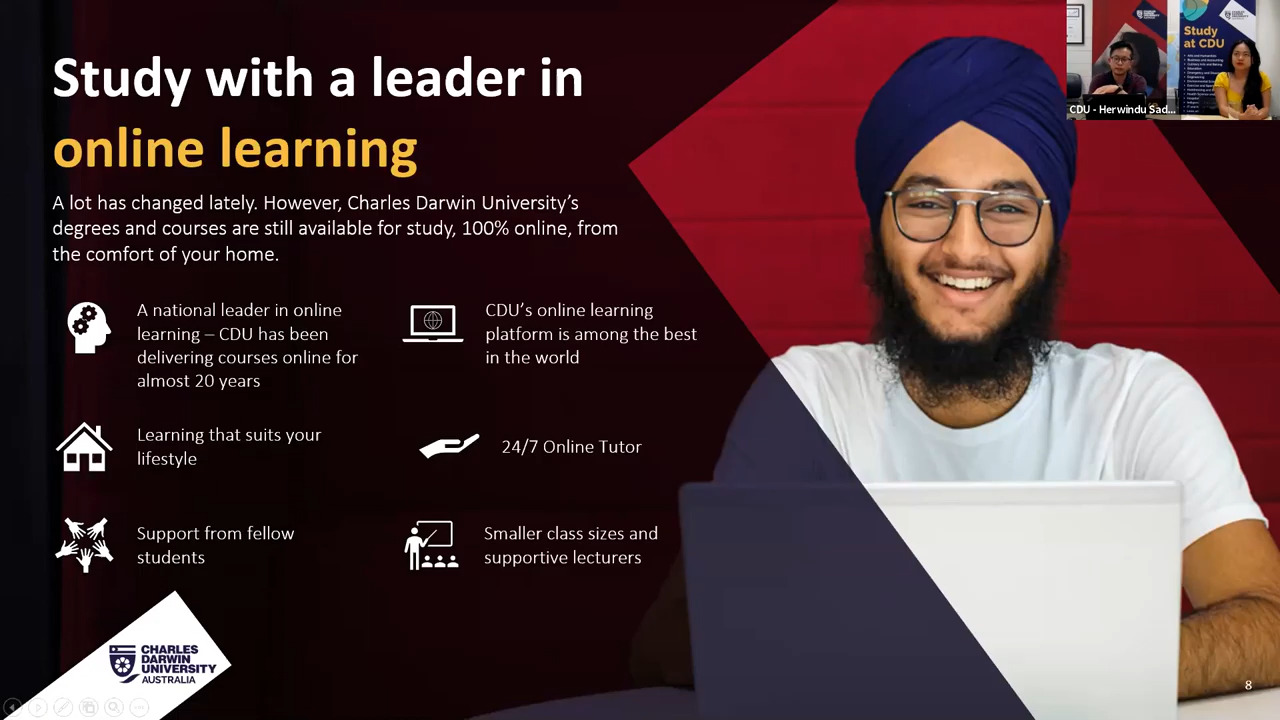 Study with a leader in
online learning
A lot has changed lately. However, Charles Darwin University's
degrees and courses are still available for study, 100% online, from
the comfort of your home.
A national leader in online
learning – CDU has been
delivering courses online for
almost 20 years
CDU's online learning
platform is among the best
in the world
Learning that suits your
lifestyle
24/7 Online Tutor
Support from fellow
students
Smaller class sizes and
supportive lecturers
CHARLES
DARWIN
UNIVERSITY
AUSTRALIA
8
CDU - Herwindu Sad...
Study
at CDU